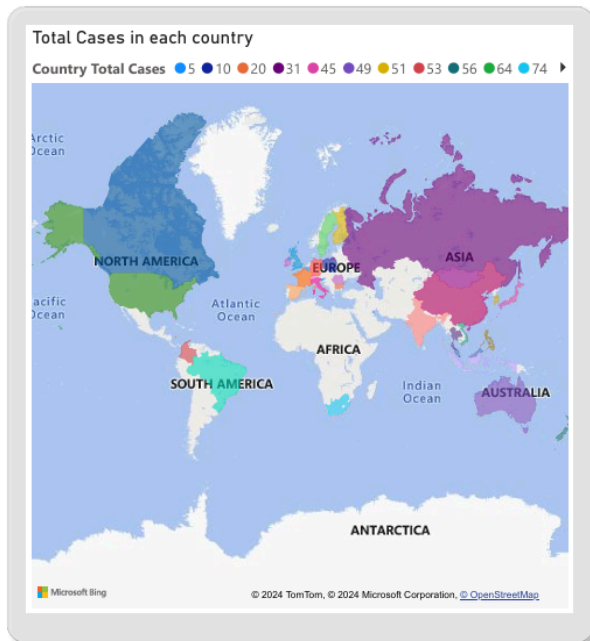 Total Cases in each country
Country Total Cases 5 10 20 31 45 49 51 53 56 64 74
Arctic
Ocean
NORTH AMERICA
EUROPE
ASIA
acific
Ocean
Atlantic
Ocean
AFRICA
SOUTH AMERICA
Indian
Ocean
AUSTRALIA
ANTARCTICA
Microsoft Bing
© 2024 TomTom, © 2024 Microsoft Corporation, © OpenStreetMap